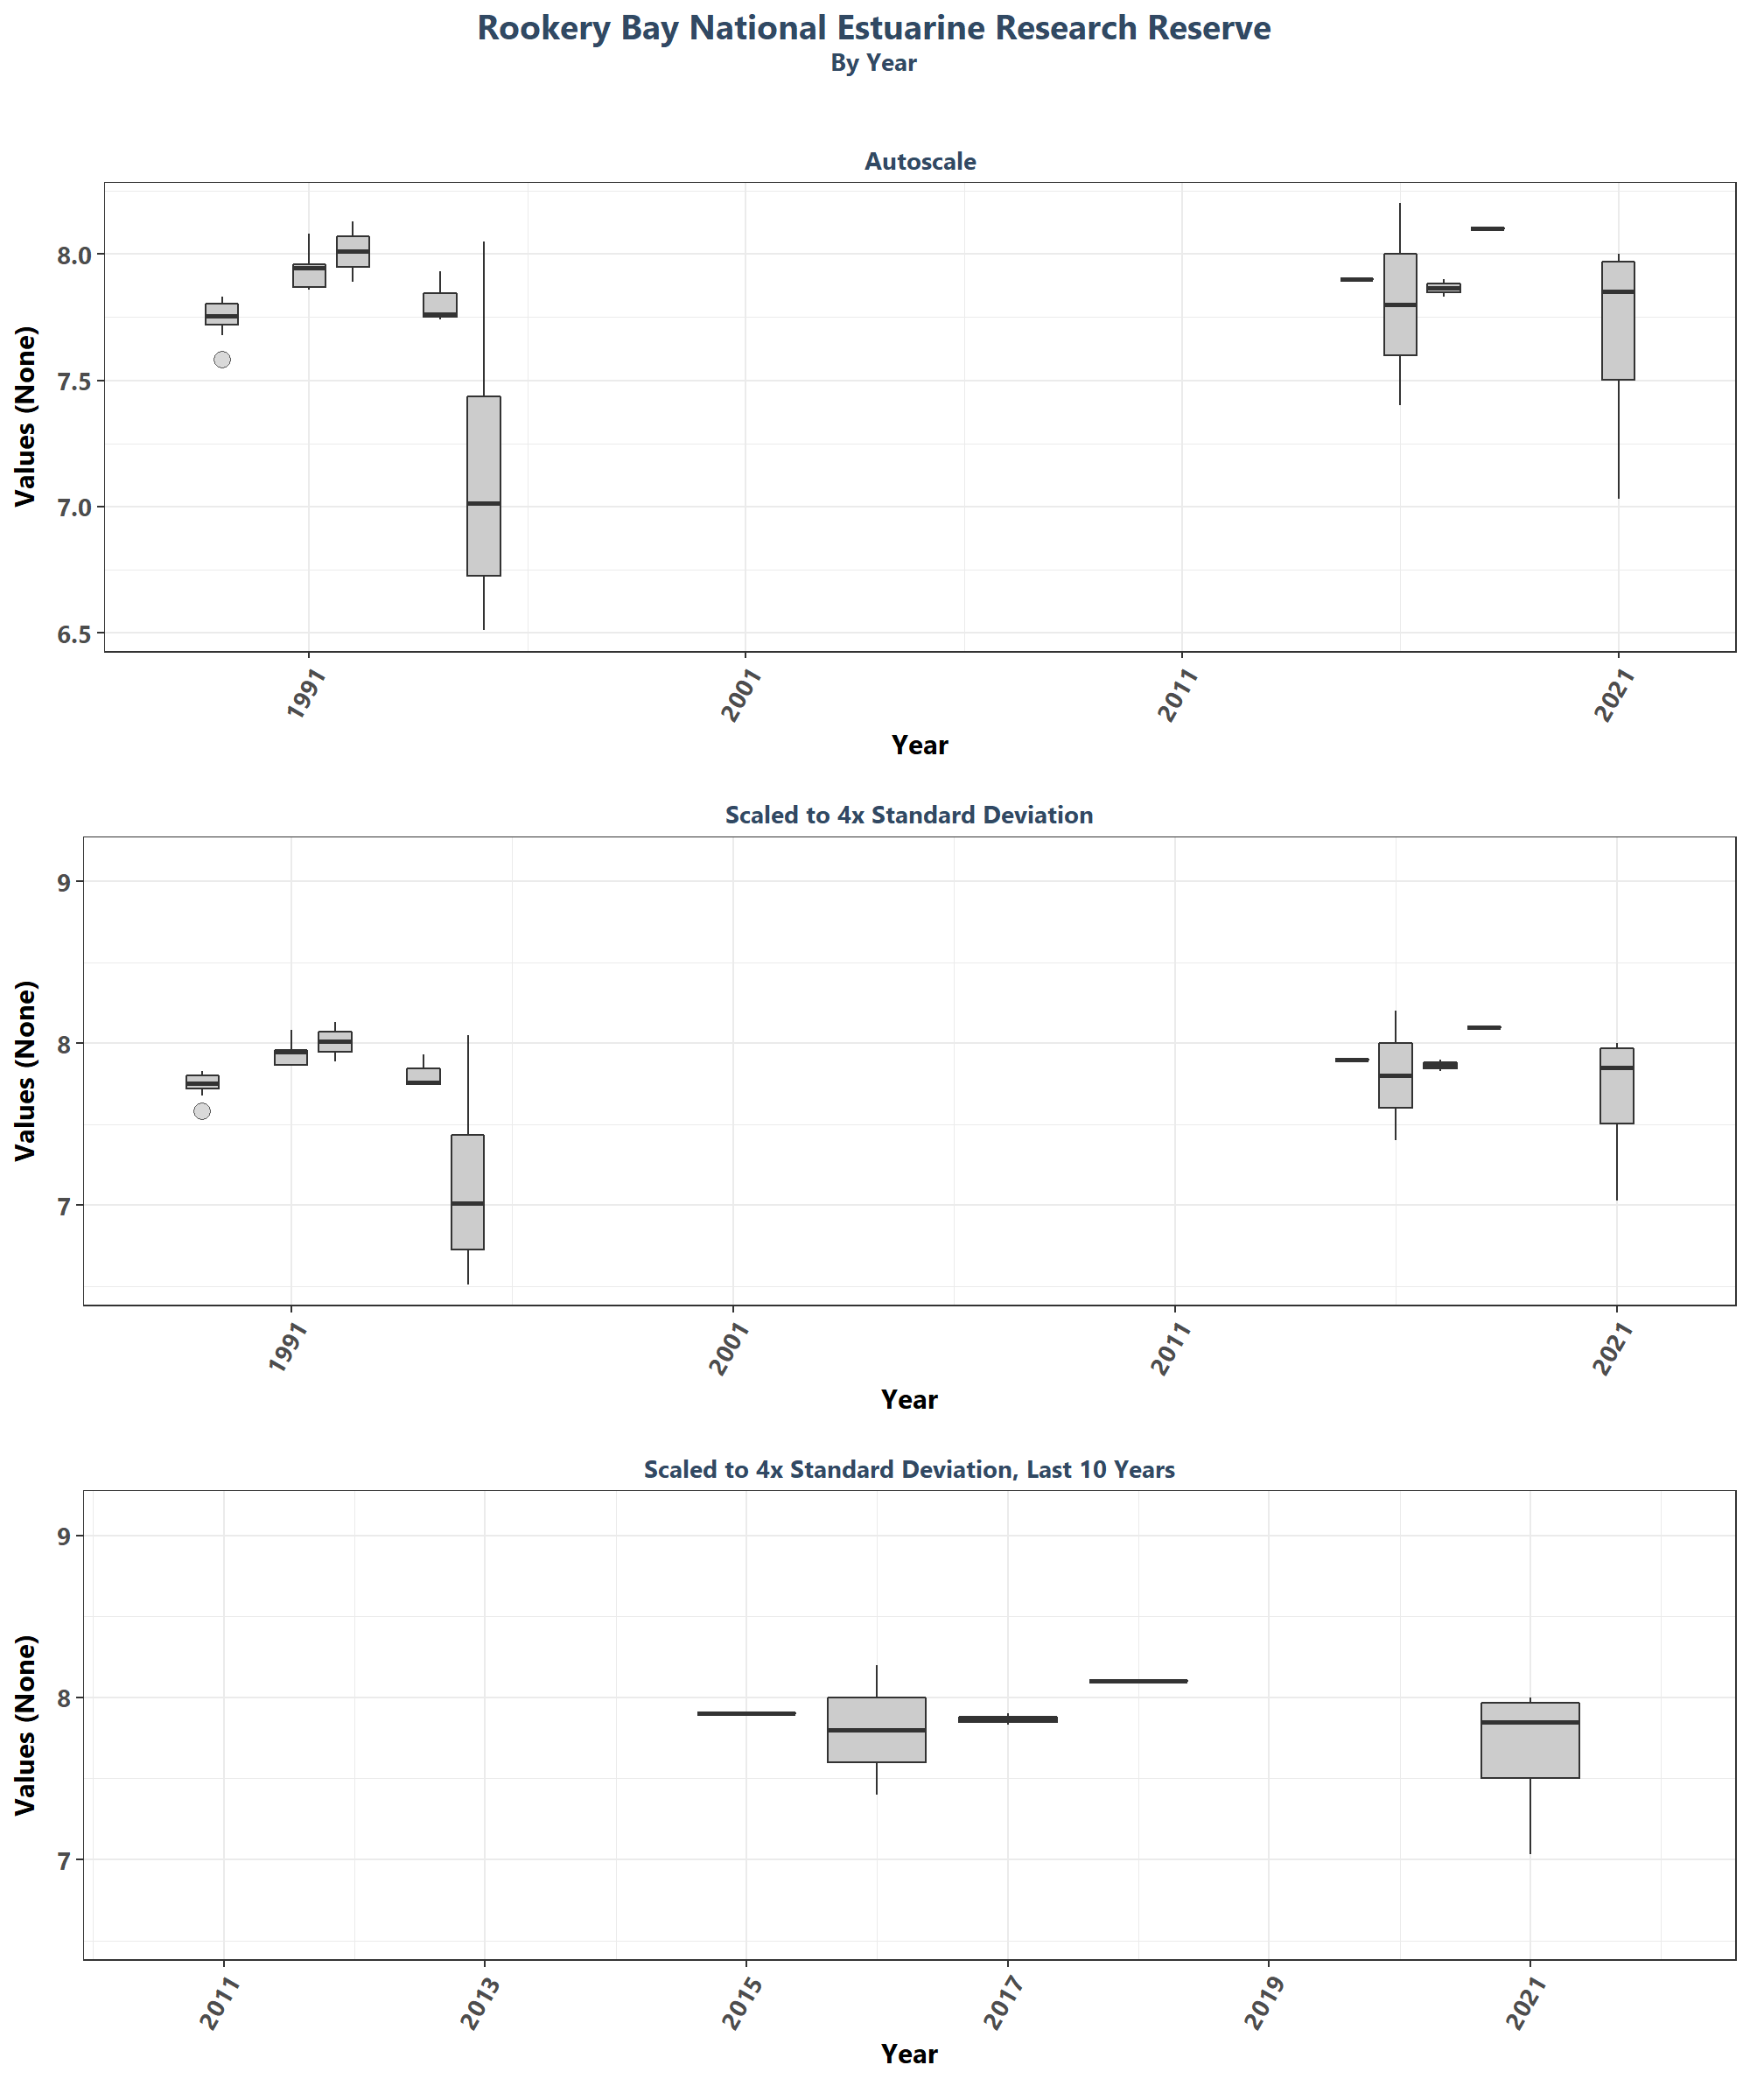 Rookery Bay National Estuarine Research Reserve
By Year
Autoscale
Values (None)
8.0
7.5
7.0
6.5
1991
2001
2011
2021
Year
Scaled to 4x Standard Deviation
Values (None)
9
8
7
1991
2001
2011
2021
Year
Scaled to 4x Standard Deviation, Last 10 Years
Values (None)
9
8
7
2011
2013
2015
2017
2019
2021
Year